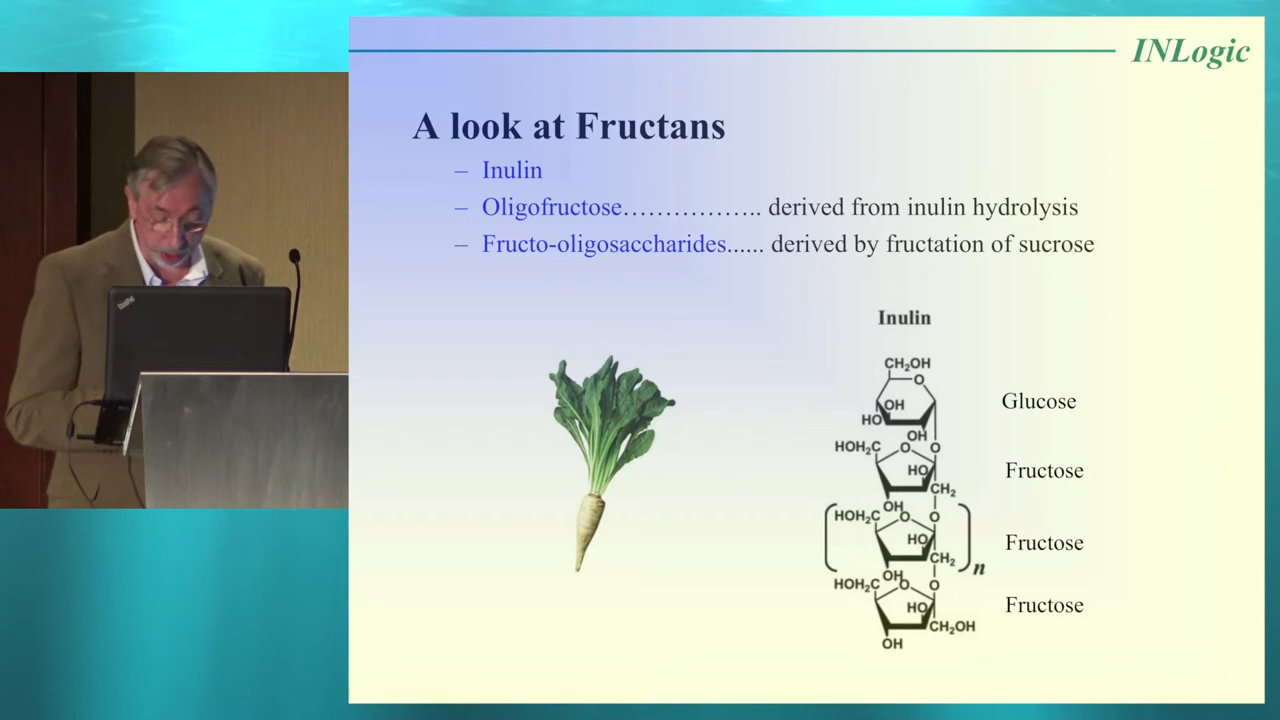 INLogic
A look at Fructans
– Inulin
– Oligofructose…………….. derived from inulin hydrolysis
– Fructo-oligosaccharides...... derived by fructation of sucrose
ThinkPad
Inulin
CH₂OH
O
OH
HO
Glucose
OH
HOH₂C
O
O
HO
Fructose
CH₂
OH
HOH₂C
O
O
HO
Fructose
CH₂
n
OH
HOH₂C
O
O
HO
Fructose
CH₂OH
OH